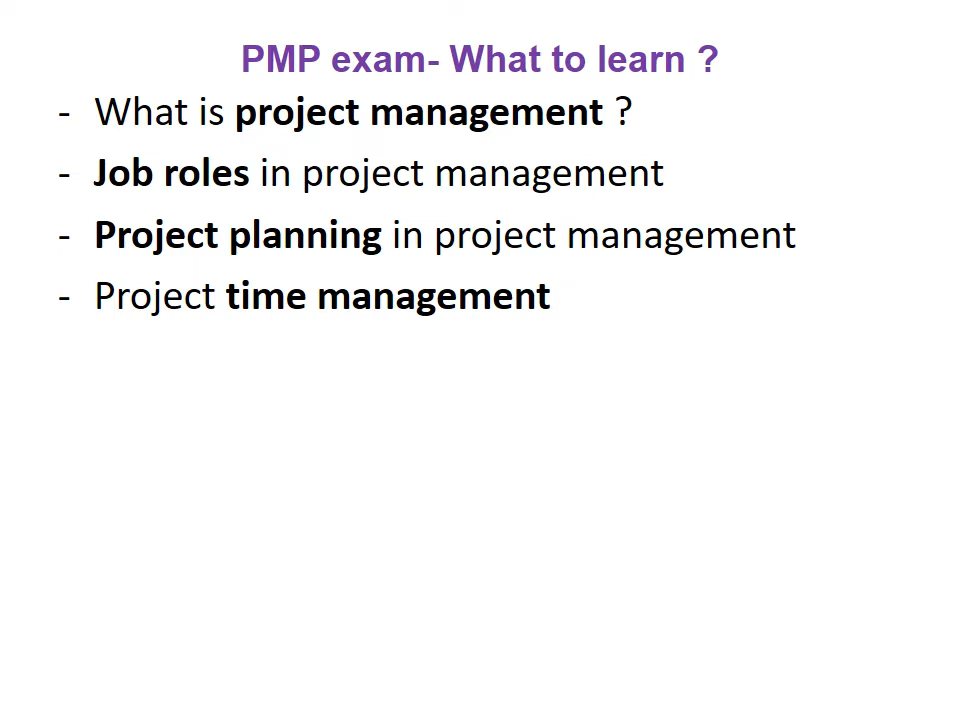 PMP exam- What to learn ?
- What is project management ?
- Job roles in project management
- Project planning in project management
- Project time management